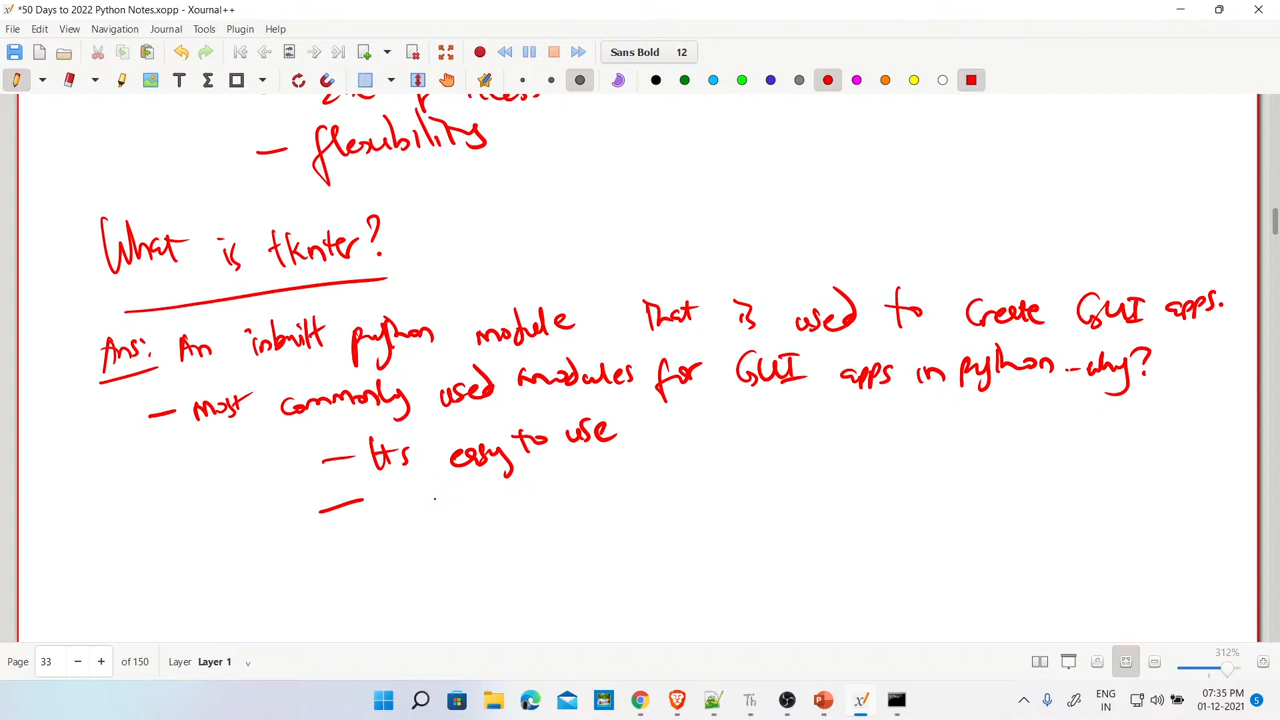 *50 Days to 2022 Python Notes.xopp - Xournal++
File Edit View Navigation Journal Tools Plugin Help
Sans Bold 12
- flexibility
What is tknter?
Ans: An inbuilt python module that is used to create GUI apps.
- most commonly used modules for GUI apps in python ..why?
- Its easy to use
-
Page 33 of 150 Layer Layer 1
312%
ENG
IN
07:35 PM
01-12-2021
5